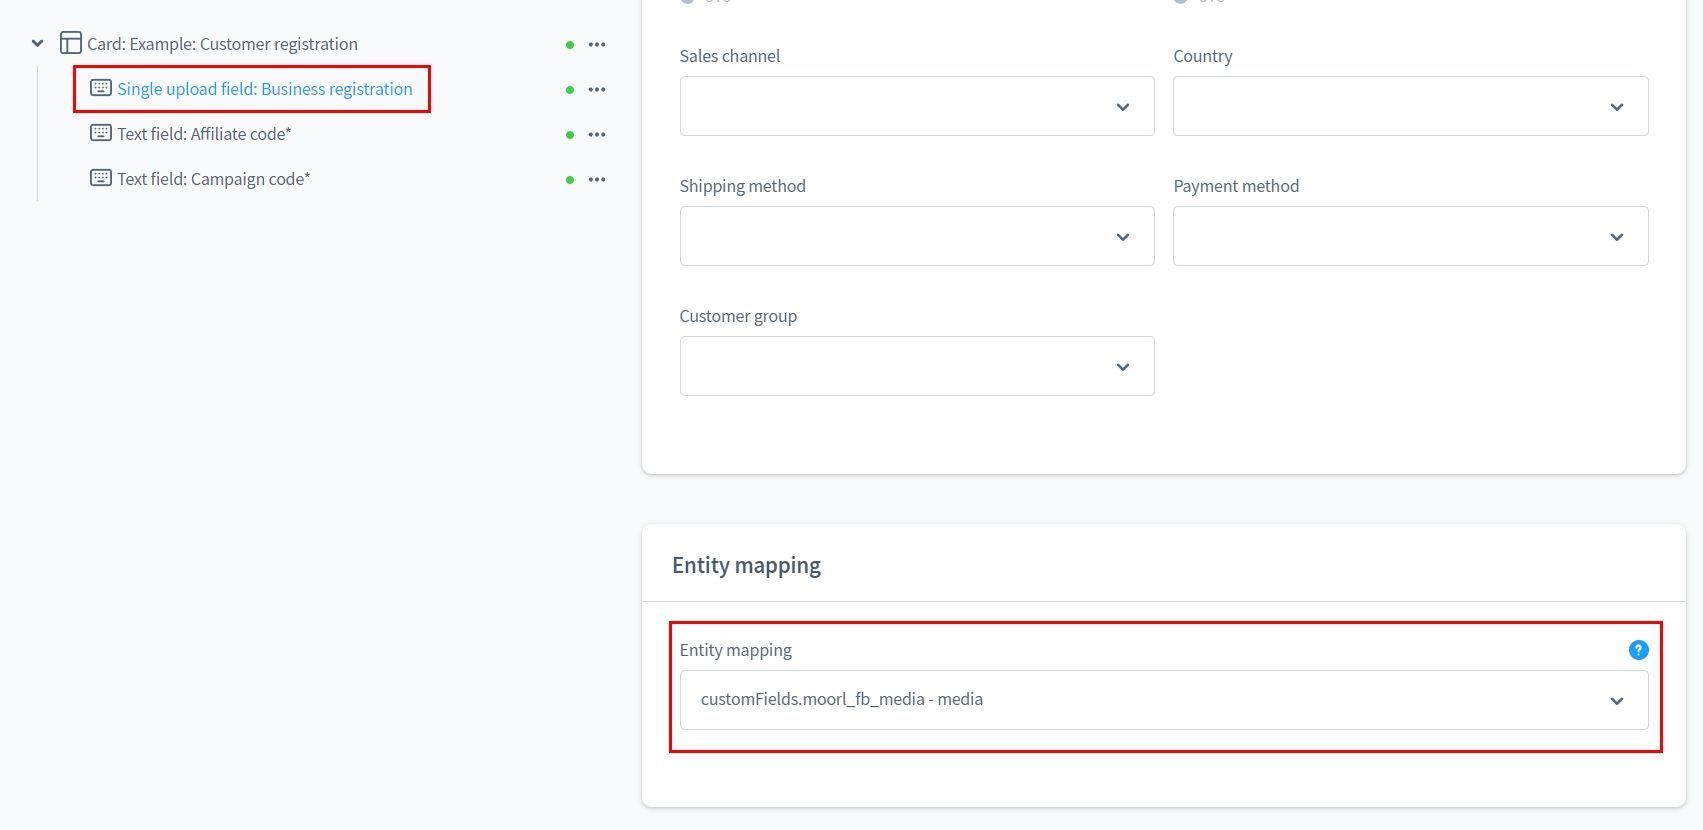 Card: Example: Customer registration
Single upload field: Business registration
Text field: Affiliate code*
Text field: Campaign code*
Sales channel
Country
Shipping method
Payment method
Customer group
Entity mapping
Entity mapping
?
customFields.moorl_fb_media - media